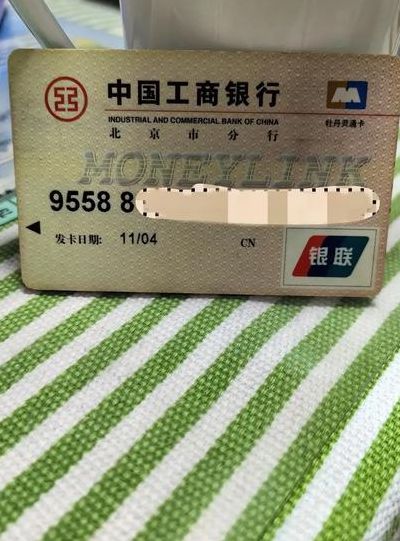 中国工商银行
INDUSTRIAL AND COMMERCIAL BANK OF CHINA
北京市分行
牡丹灵通卡
MONEYLINK
9558 8
发卡日期: 11/04
CN
银联